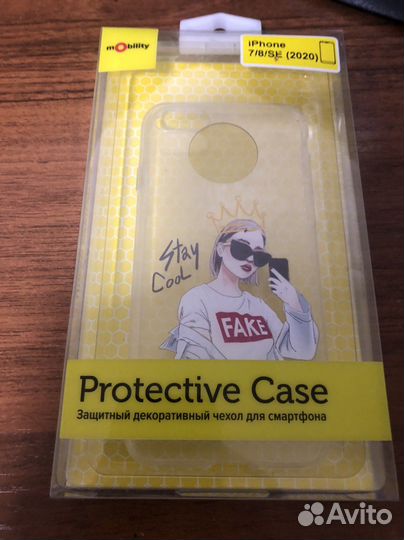 mobility
iPhone
7/8/SE (2020)
Stay
Cool
FAKE
Protective Case
Защитный декоративный чехол для смартфона
Avito